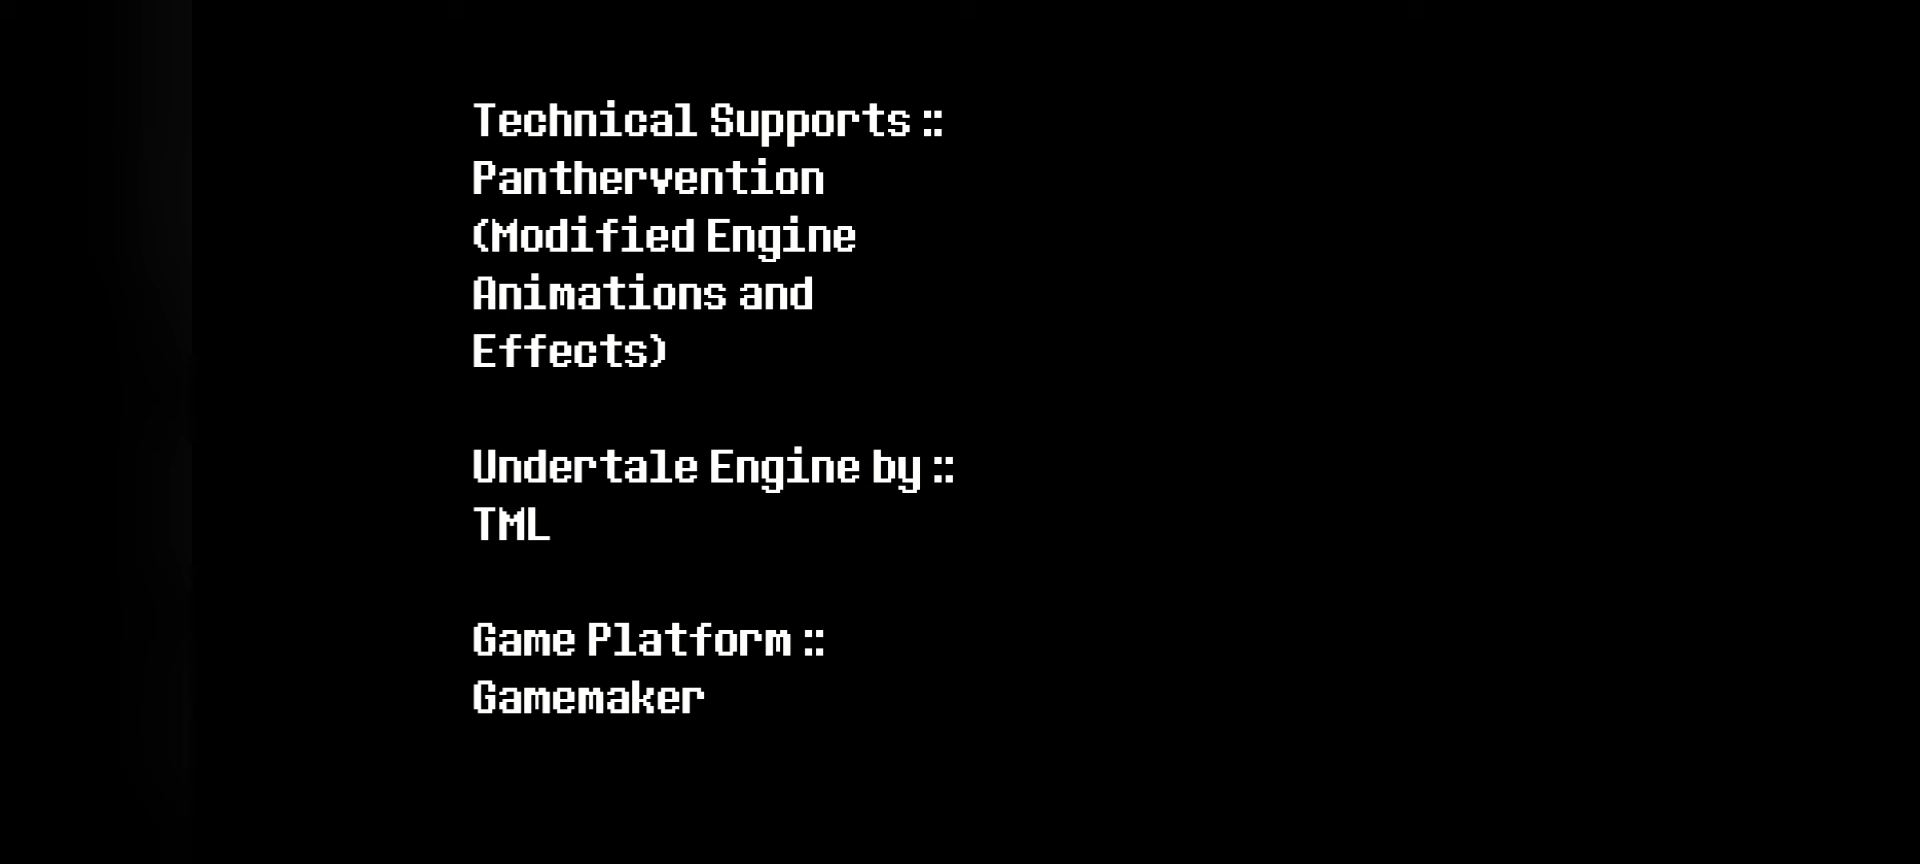 Technical Supports ::
Panthervention
(Modified Engine
Animations and
Effects)
Undertale Engine by ::
TML
Game Platform ::
Gamemaker